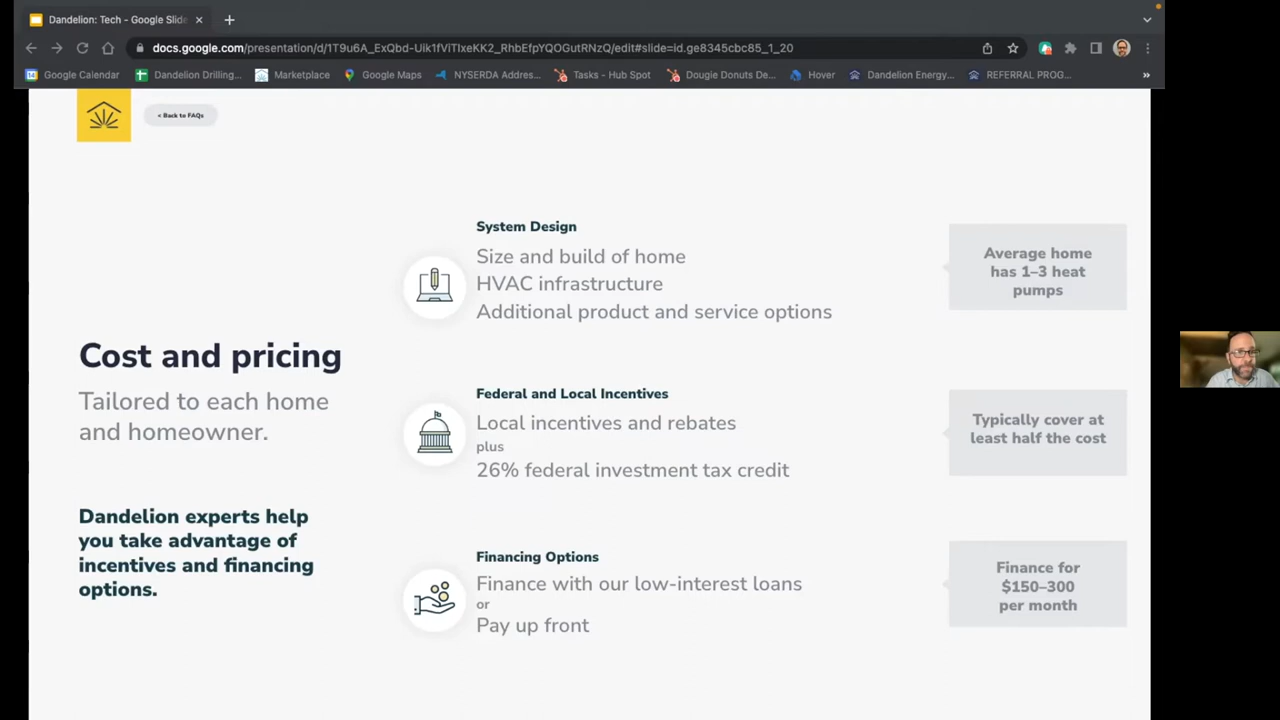 Dandelion: Tech - Google Slide
docs.google.com/presentation/d/1T9u6A_ExQbd-Uik1fViTIxeKK2_RhbEfpYQOGutRNzQ/edit#slide=id.ge8345cbc85_1_20
Google Calendar
Dandelion Drilling...
Marketplace
Google Maps
NYSERDA Addres...
Tasks - Hub Spot
Dougie Donuts De...
Hover
Dandelion Energy...
REFERRAL PROG...
< Back to FAQs
Cost and pricing
Tailored to each home
and homeowner.
Dandelion experts help
you take advantage of
incentives and financing
options.
System Design
Size and build of home
HVAC infrastructure
Additional product and service options
Average home
has 1–3 heat
pumps
Federal and Local Incentives
Local incentives and rebates
plus
26% federal investment tax credit
Typically cover at
least half the cost
Financing Options
Finance with our low-interest loans
or
Pay up front
Finance for
$150–300
per month